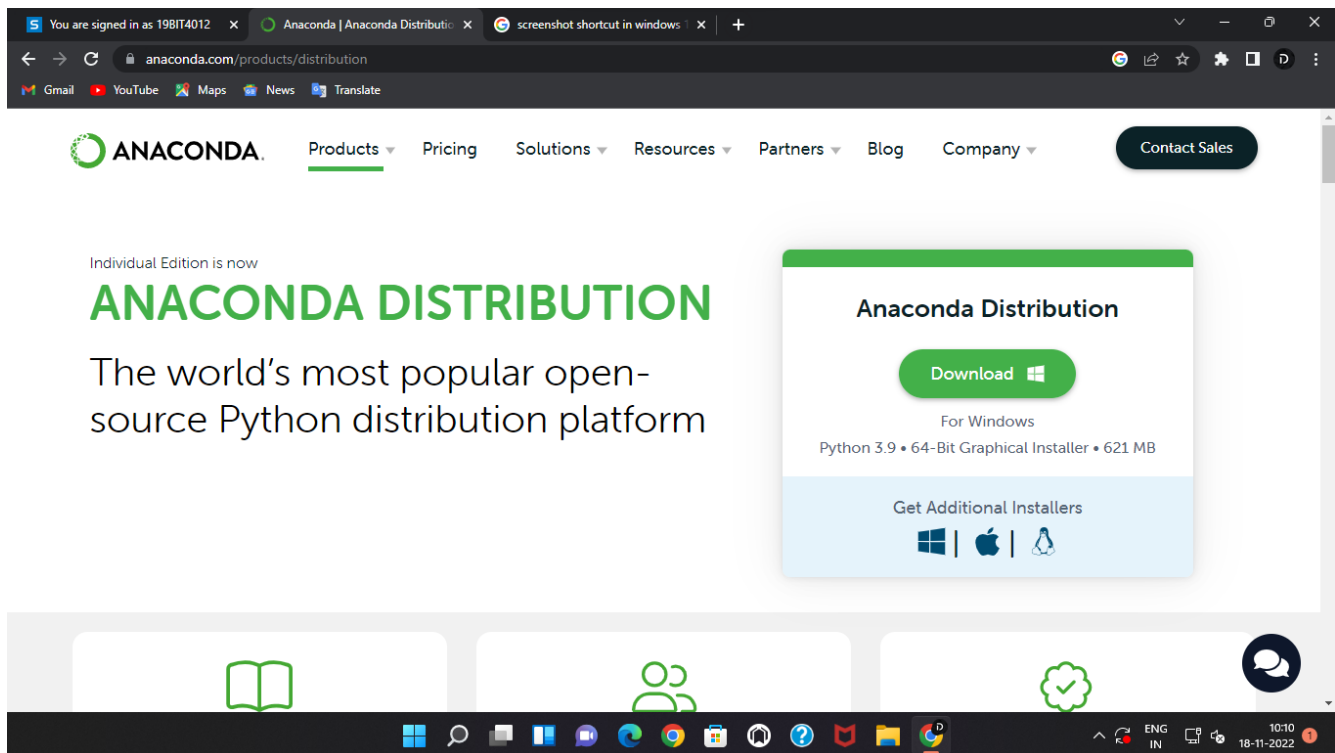 You are signed in as 19BIT4012
Anaconda | Anaconda Distributio
screenshot shortcut in windows 1
anaconda.com/products/distribution
Gmail YouTube Maps News Translate
ANACONDA.
Products Pricing Solutions Resources Partners Blog Company
Contact Sales
Individual Edition is now
ANACONDA DISTRIBUTION
The world's most popular open-
source Python distribution platform
Anaconda Distribution
Download
For Windows
Python 3.9 • 64-Bit Graphical Installer • 621 MB
Get Additional Installers
ENG
IN
10:10
18-11-2022
1